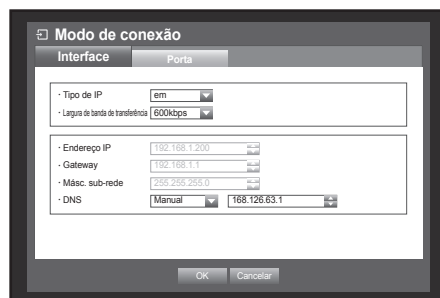 Modo de conexão
Interface Porta
· Tipo de IP em
· Largura de banda de transferência 600kbps
· Endereço IP 192.168.1.200
· Gateway 192.168.1.1
· Másc. sub-rede 255.255.255.0
· DNS Manual 168.126.63.1
OK Cancelar